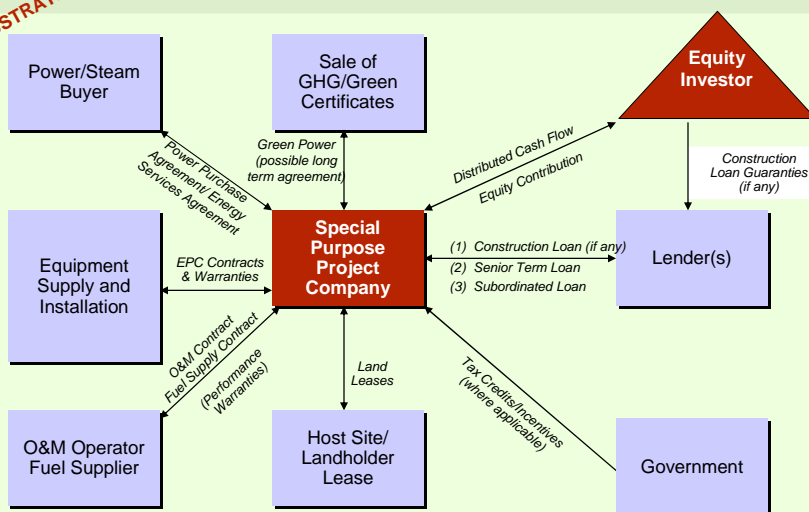 Power/Steam
Buyer
Sale of
GHG/Green
Certificates
Equity
Investor
Power Purchase
Agreement/ Energy
Services Agreement
Green Power
(possible long
term agreement)
Distributed Cash Flow
Equity Contribution
Construction
Loan Guaranties
(if any)
Equipment
Supply and
Installation
EPC Contracts
& Warranties
Special
Purpose
Project
Company
(1) Construction Loan (if any)
(2) Senior Term Loan
(3) Subordinated Loan
Lender(s)
O&M Contract
Fuel Supply Contract
(Performance
Warranties)
Land
Leases
Tax Credits/Incentives
(where applicable)
O&M Operator
Fuel Supplier
Host Site/
Landholder
Lease
Government